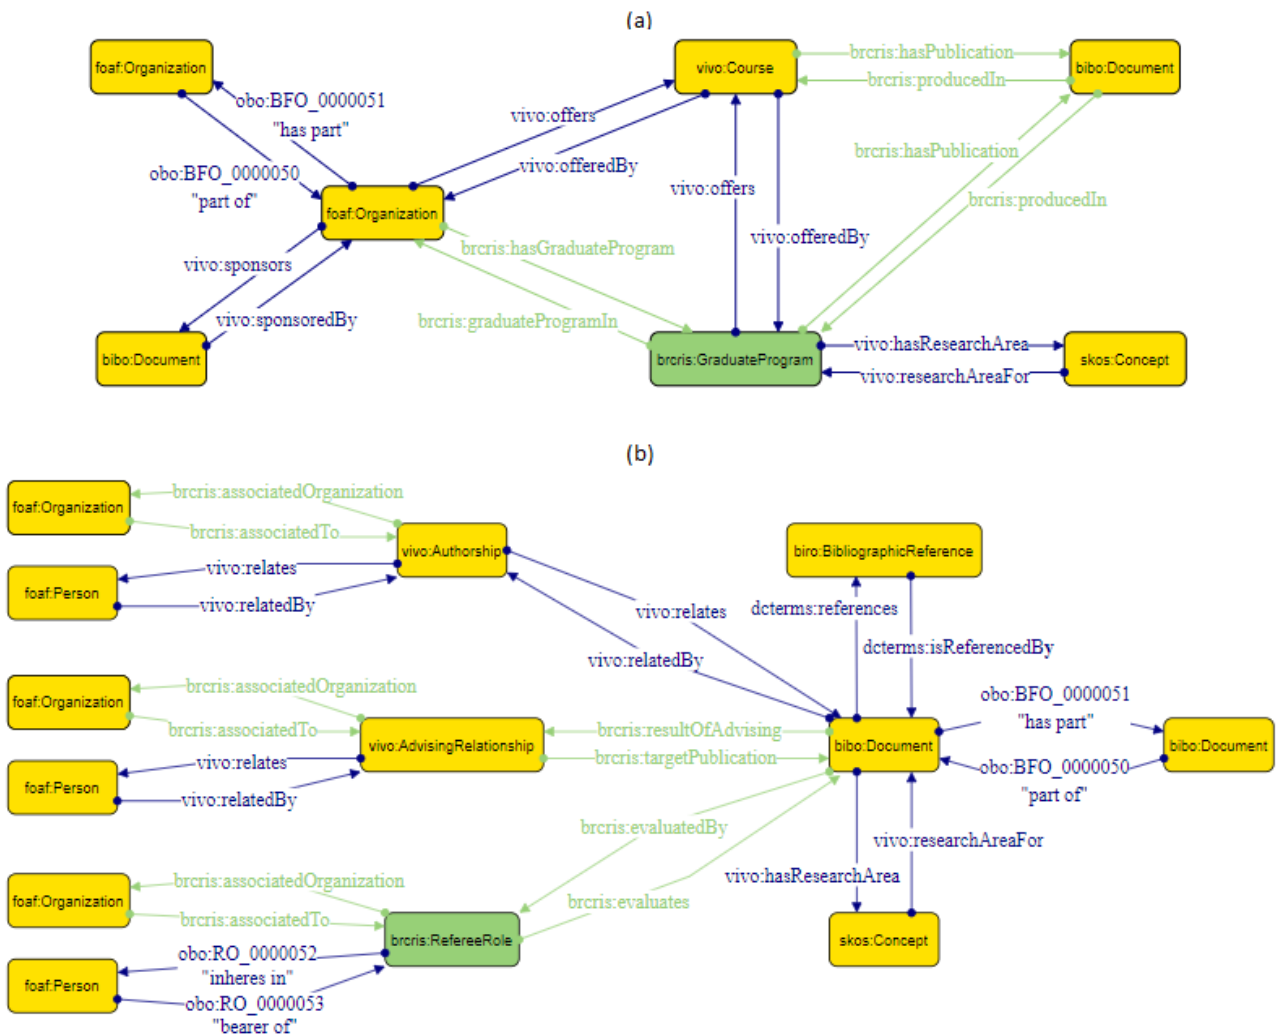 (a)
foaf:Organization
vivo:Course
bibo:Document
brcris:hasPublication
brcris:producedIn
obo:BFO_0000051
"has part"
vivo:offers
vivo:offeredBy
brcris:hasPublication
obo:BFO_0000050
"part of"
vivo:offers
brcris:producedIn
foaf:Organization
vivo:offeredBy
brcris:hasGraduateProgram
vivo:sponsors
vivo:sponsoredBy
brcris:graduateProgramIn
bibo:Document
brcris:GraduateProgram
vivo:hasResearchArea
vivo:researchAreaFor
skos:Concept
(b)
foaf:Organization
brcris:associatedOrganization
brcris:associatedTo
vivo:Authorship
biro:BibliographicReference
vivo:relates
foaf:Person
vivo:relatedBy
vivo:relates
dcterms:references
vivo:relatedBy
dcterms:isReferencedBy
foaf:Organization
brcris:associatedOrganization
brcris:associatedTo
obo:BFO_0000051
"has part"
vivo:AdvisingRelationship
brcris:resultOfAdvising
brcris:targetPublication
bibo:Document
bibo:Document
vivo:relates
foaf:Person
vivo:relatedBy
obo:BFO_0000050
"part of"
brcris:evaluatedBy
vivo:researchAreaFor
vivo:hasResearchArea
foaf:Organization
brcris:associatedOrganization
brcris:associatedTo
brcris:evaluates
brcris:RefereeRole
skos:Concept
obo:RO_0000052
"inheres in"
foaf:Person
obo:RO_0000053
"bearer of"